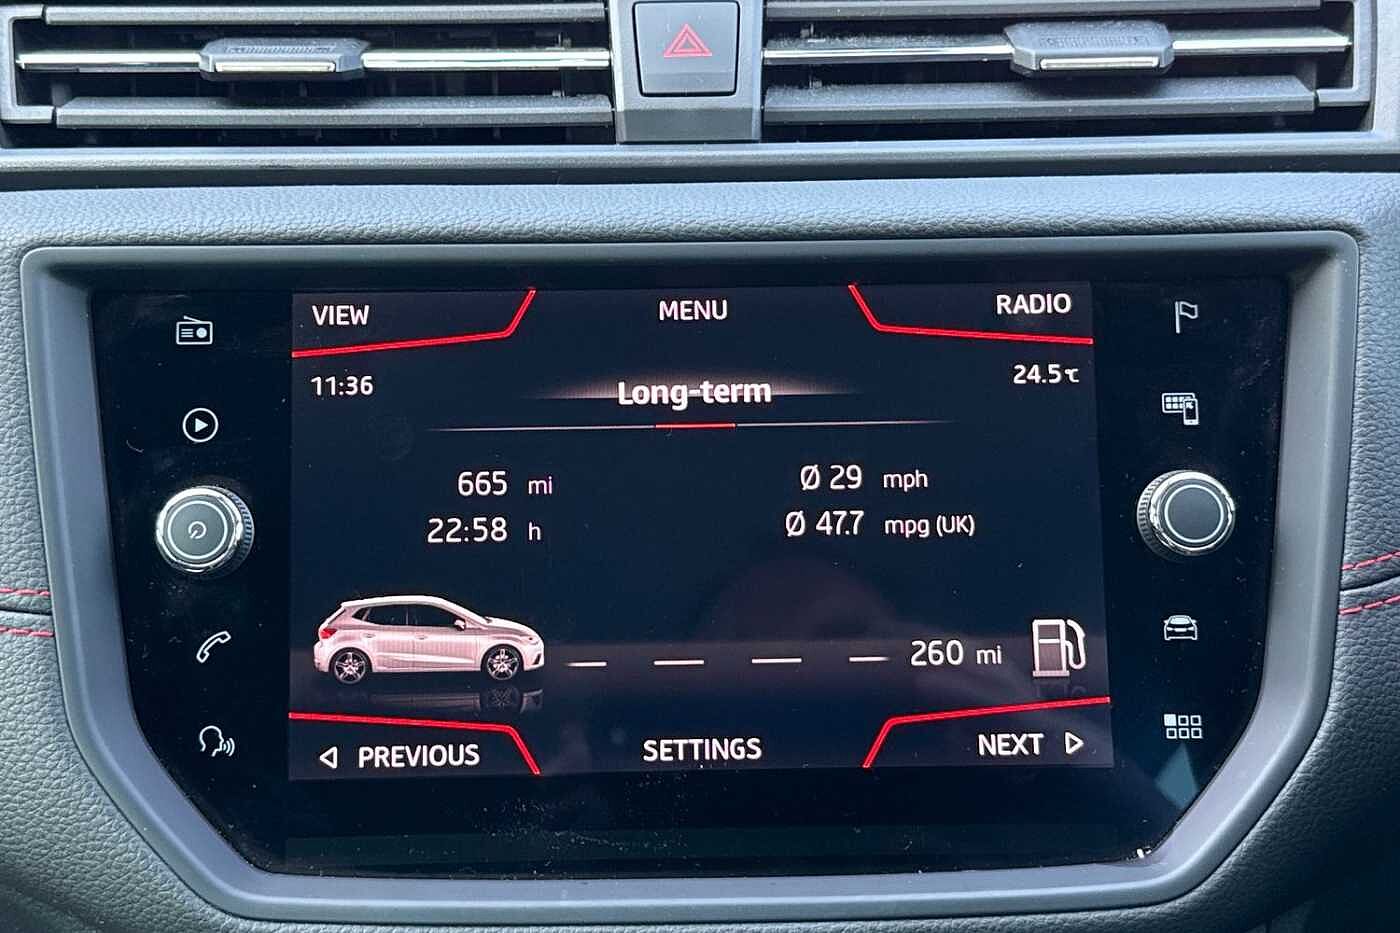 VIEW MENU RADIO
11:36 Long-term 24.5℃
665 mi Ø 29 mph
22:58 h Ø 47.7 mpg (UK)
260 mi
PREVIOUS SETTINGS NEXT